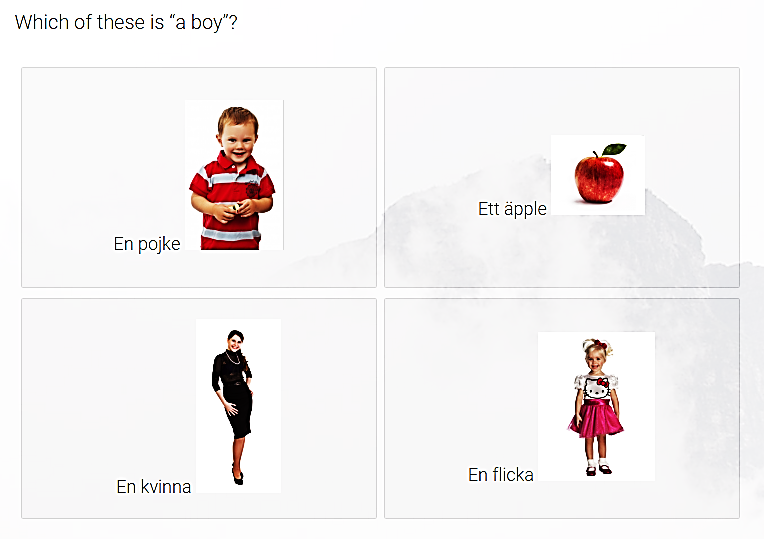 Which of these is “a boy”?
En pojke
Ett äpple
En kvinna
En flicka